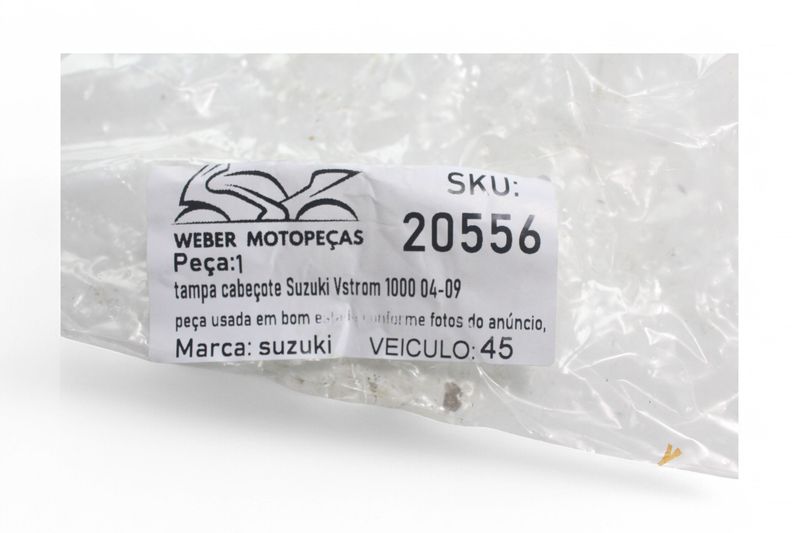 SKU:
20556
WEBER MOTOPEÇAS
Peça:1
tampa cabeçote Suzuki Vstrom 1000 04-09
peça usada em bom estado conforme fotos do anúncio,
Marca: suzuki VEICULO: 45